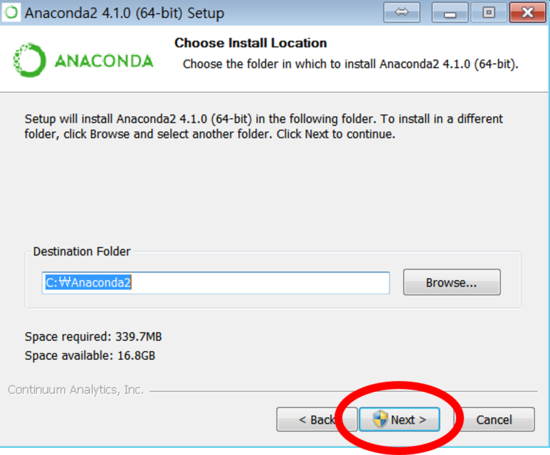 Anaconda2 4.1.0 (64-bit) Setup
Choose Install Location
ANACONDA
Choose the folder in which to install Anaconda2 4.1.0 (64-bit).
Setup will install Anaconda2 4.1.0 (64-bit) in the following folder. To install in a different
folder, click Browse and select another folder. Click Next to continue.
Destination Folder
C:₩Anaconda2
Browse...
Space required: 339.7MB
Space available: 16.8GB
Continuum Analytics, Inc.
< Back
Next >
Cancel